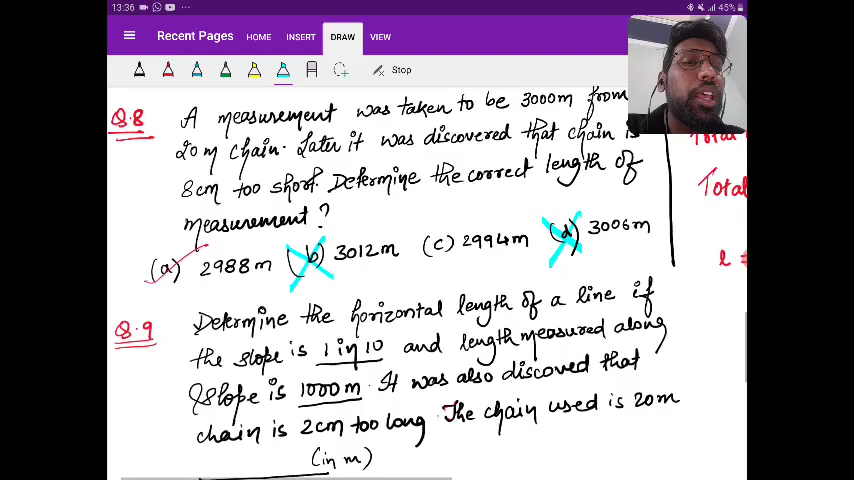 13:36
45%
Recent Pages HOME INSERT DRAW VIEW
Stop
Q.8 A measurement was taken to be 3000m from
20m chain. Later it was discovered that chain is
8cm too short. Determine the correct length of
measurement?
(a) 2988m (b) 3012m (c) 2994m (d) 3006m
Total
l =
Q.9 Determine the horizontal length of a line if
the slope is 1 in 10 and length measured along
slope is 1000m. It was also discoved that
chain is 2cm too long. The chain used is 20m
(in m)